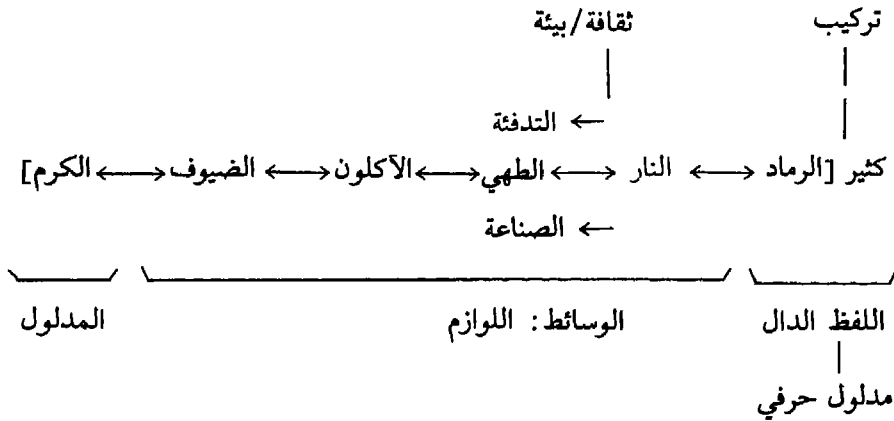 تركيب ثقافة/بيئة
← التدفئة
كثير [الرماد ↔ النار ↔ الطهي ↔ الآكلون ↔ الضيوف ↔ الكرم]
← الصناعة
اللفظ الدال الوسائط: اللوازم المدلول
مدلول حرفي